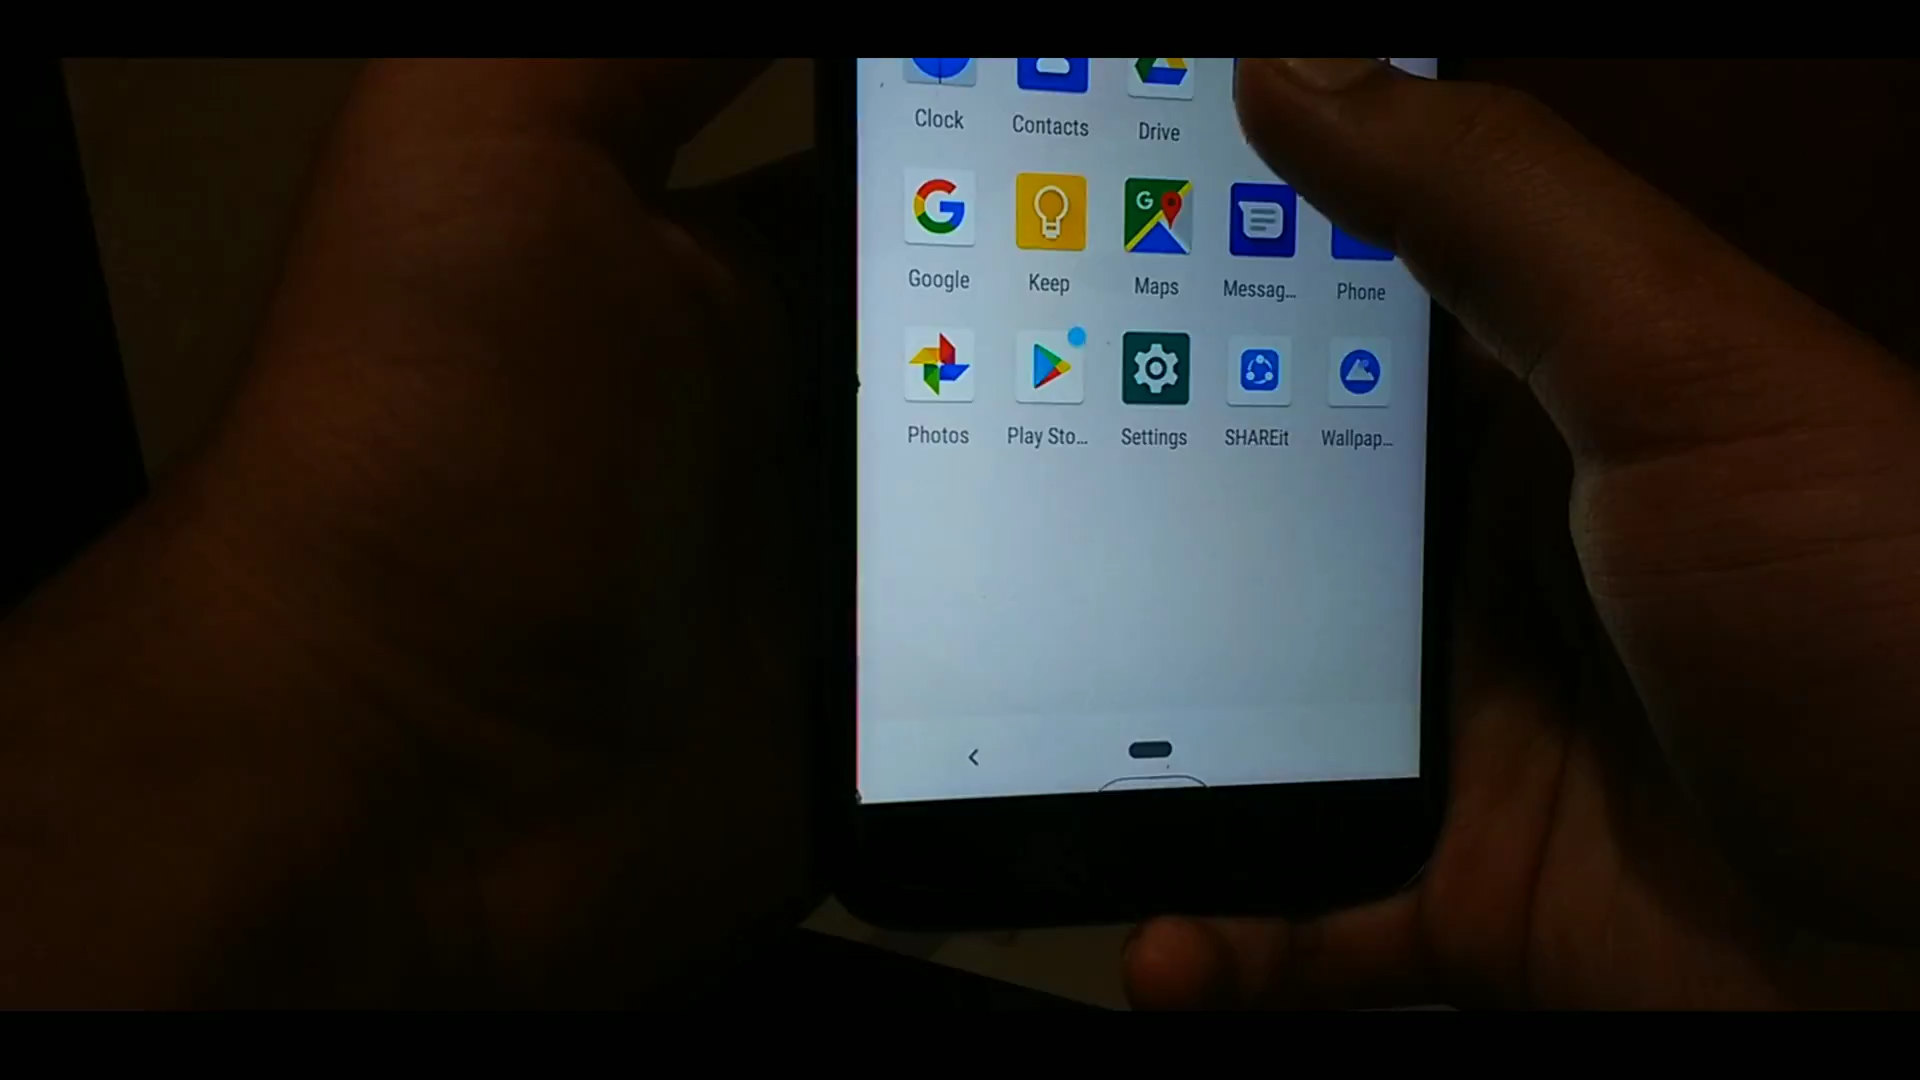 Clock Contacts Drive
Google Keep Maps Messag... Phone
Photos Play Sto... Settings SHAREit Wallpap...